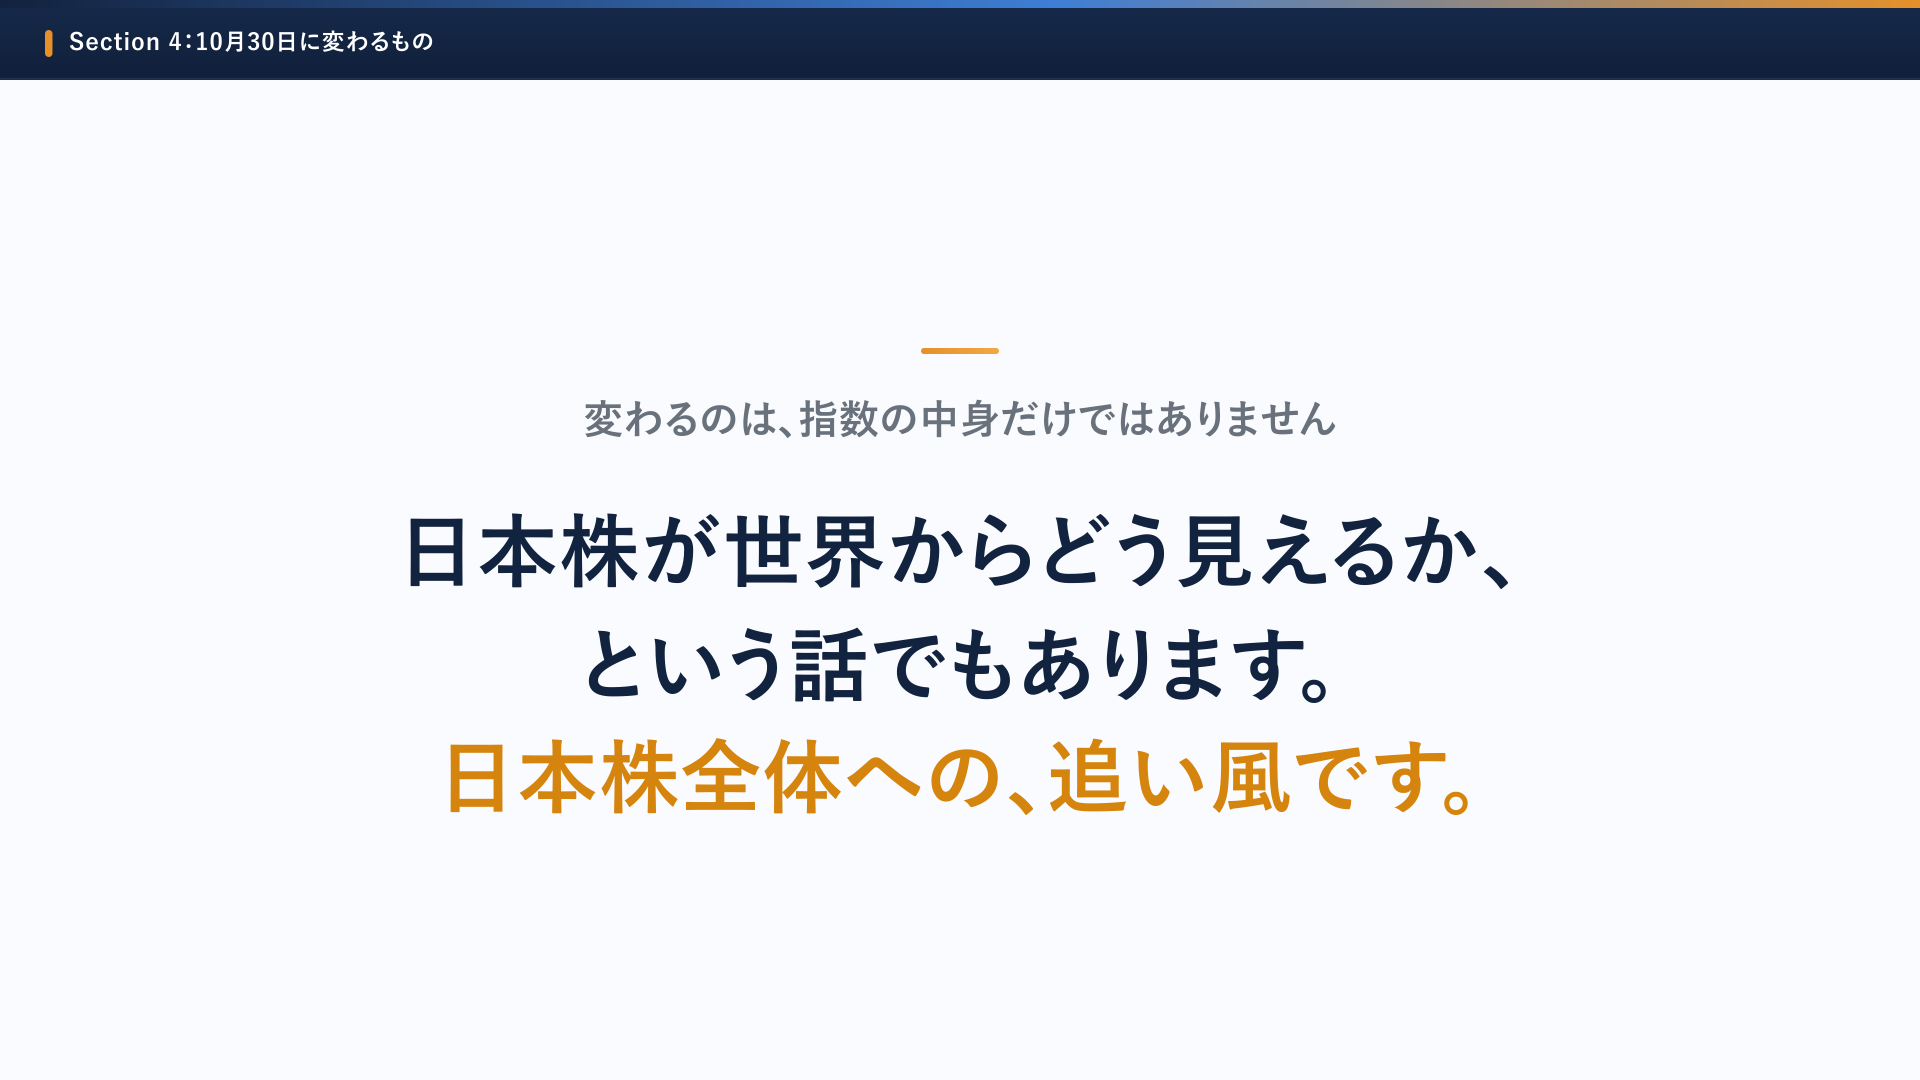 Section 4：10月30日に変わるもの
変わるのは、指数の中身だけではありません
日本株が世界からどう見えるか、
という話でもあります。
日本株全体への、追い風です。